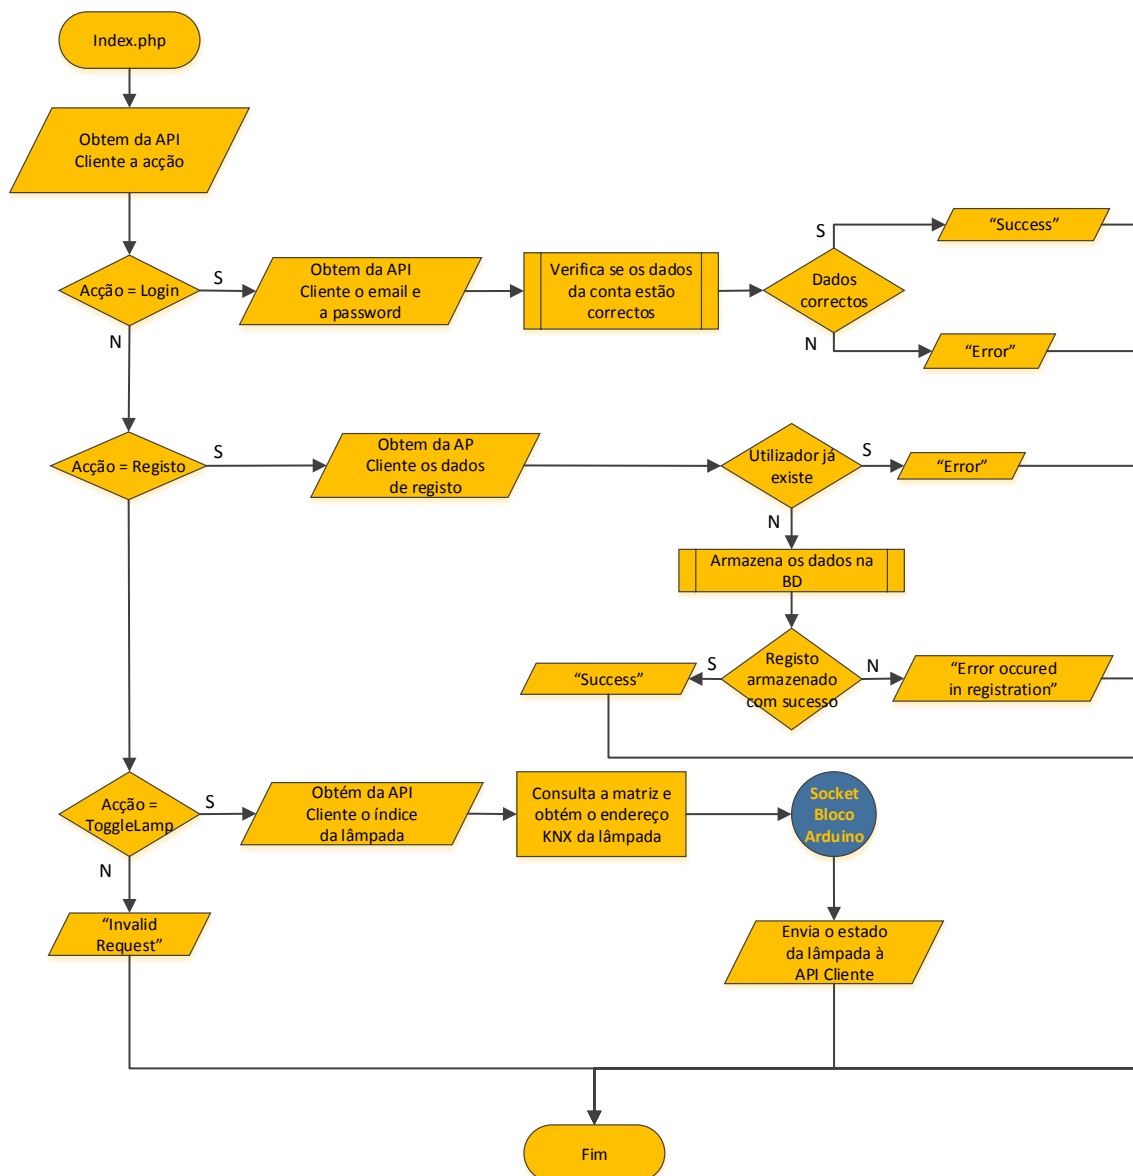 Index.php
Obtem da API
Cliente a acção
Acção = Login
S
N
Obtem da API
Cliente o email e
a password
Verifica se os dados
da conta estão
correctos
Dados
correctos
S
“Success”
N
“Error”
Acção = Registo
S
Obtem da AP
Cliente os dados
de registo
Utilizador já
existe
S
“Error”
N
Armazena os dados na
BD
Registo
armazenado
com sucesso
S
“Success”
N
“Error occured
in registration”
Acção =
ToggleLamp
S
Obtém da API
Cliente o índice
da lâmpada
Consulta a matriz e
obtém o endereço
KNX da lâmpada
Socket
Bloco
Arduino
N
“Invalid
Request”
Envia o estado
da lâmpada à
API Cliente
Fim